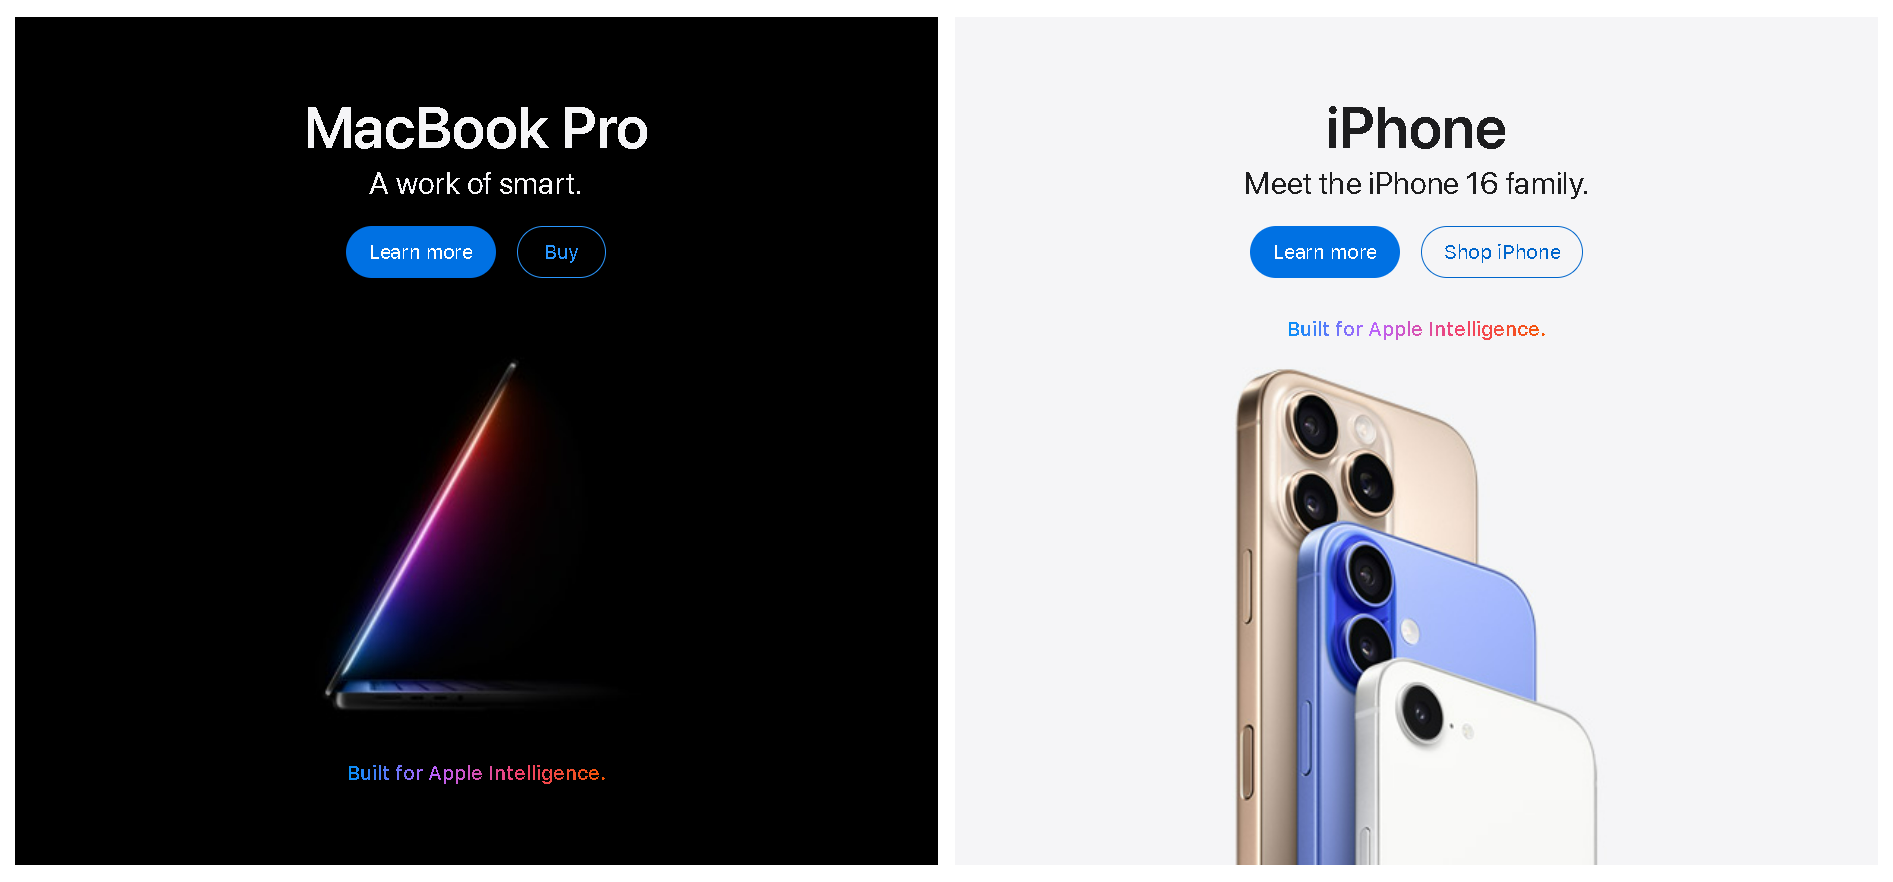 MacBook Pro
A work of smart.
Learn more
Buy
Built for Apple Intelligence.
iPhone
Meet the iPhone 16 family.
Learn more
Shop iPhone
Built for Apple Intelligence.